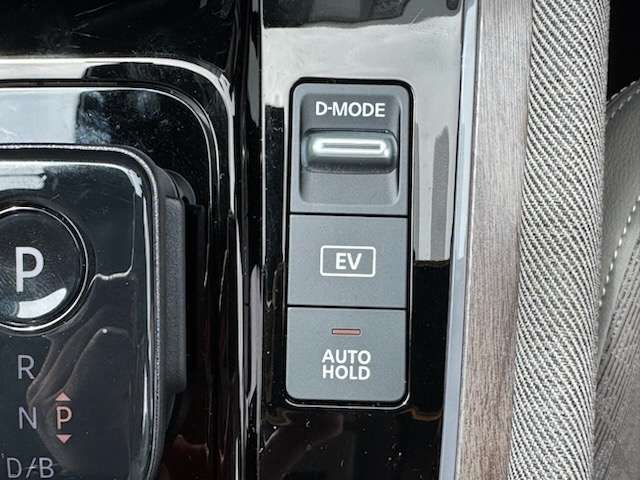 D-MODE
EV
AUTO
HOLD
P
R
N P
D/B